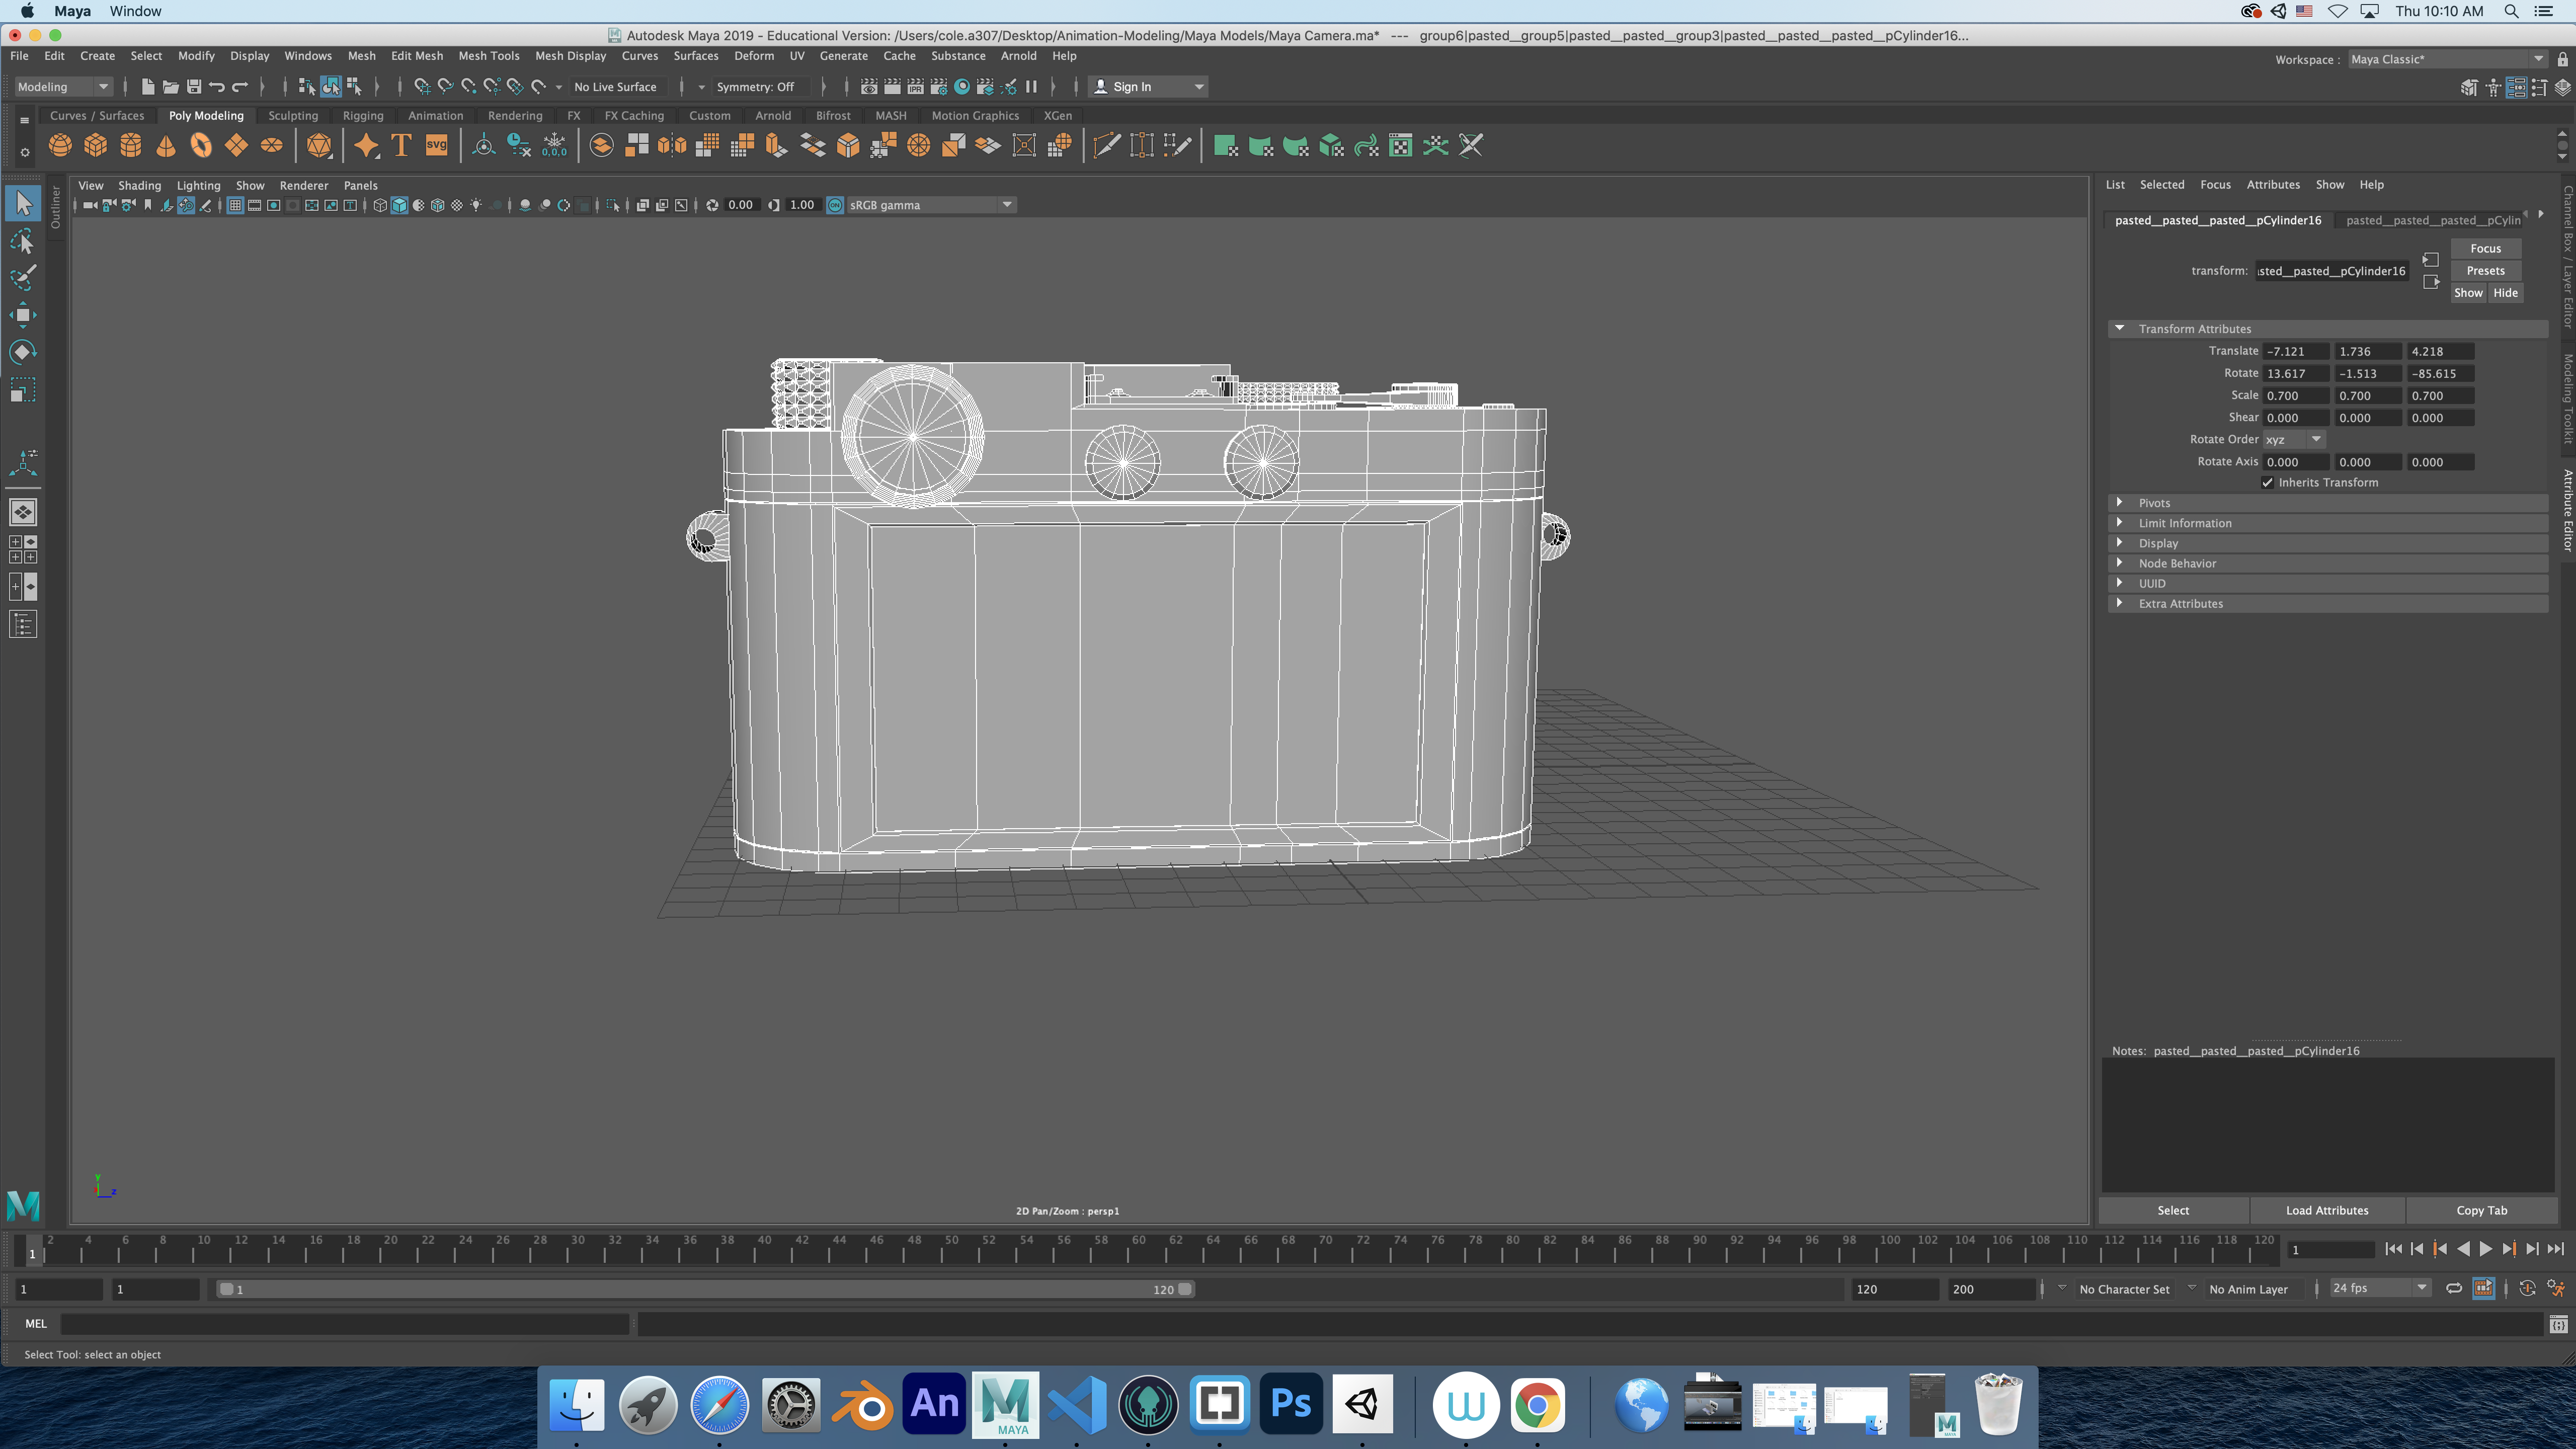 Maya Window Thu 10:10 AM
Autodesk Maya 2019 - Educational Version: /Users/cole.a307/Desktop/Animation-Modeling/Maya Models/Maya Camera.ma* --- group6|pasted__group5|pasted__pasted__group3|pasted__pasted__pasted__pCylinder16...
File Edit Create Select Modify Display Windows Mesh Edit Mesh Mesh Tools Mesh Display Curves Surfaces Deform UV Generate Cache Substance Arnold Help
Workspace : Maya Classic*
Modeling No Live Surface Symmetry: Off IPR Sign In
Curves / Surfaces Poly Modeling Sculpting Rigging Animation Rendering FX FX Caching Custom Arnold Bifrost MASH Motion Graphics XGen
T SVG 0,0,0
Outliner
View Shading Lighting Show Renderer Panels
0.00 1.00 ON sRGB gamma
2D Pan/Zoom : persp1
y
z
List Selected Focus Attributes Show Help
pasted__pasted__pasted__pCylinder16 pasted__pasted__pasted_pCylin
Focus
transform: asted__pasted__pCylinder16
Presets
Show Hide
Transform Attributes
Translate -7.121 1.736 4.218
Rotate 13.617 -1.513 -85.615
Scale 0.700 0.700 0.700
Shear 0.000 0.000 0.000
Rotate Order xyz
Rotate Axis 0.000 0.000 0.000
Inherits Transform
Pivots
Limit Information
Display
Node Behavior
UUID
Extra Attributes
Notes: pasted__pasted__pasted__pCylinder16
Select Load Attributes Copy Tab
Channel Box / Layer Editor
Modeling Toolkit
Attribute Editor
1 2 4 6 8 10 12 14 16 18 20 22 24 26 28 30 32 34 36 38 40 42 44 46 48 50 52 54 56 58 60 62 64 66 68 70 72 74 76 78 80 82 84 86 88 90 92 94 96 98 100 102 104 106 108 110 112 114 116 118 120 1
1 1 1 120 120 200 No Character Set No Anim Layer 24 fps
MEL
Select Tool: select an object
An MAYA Ps